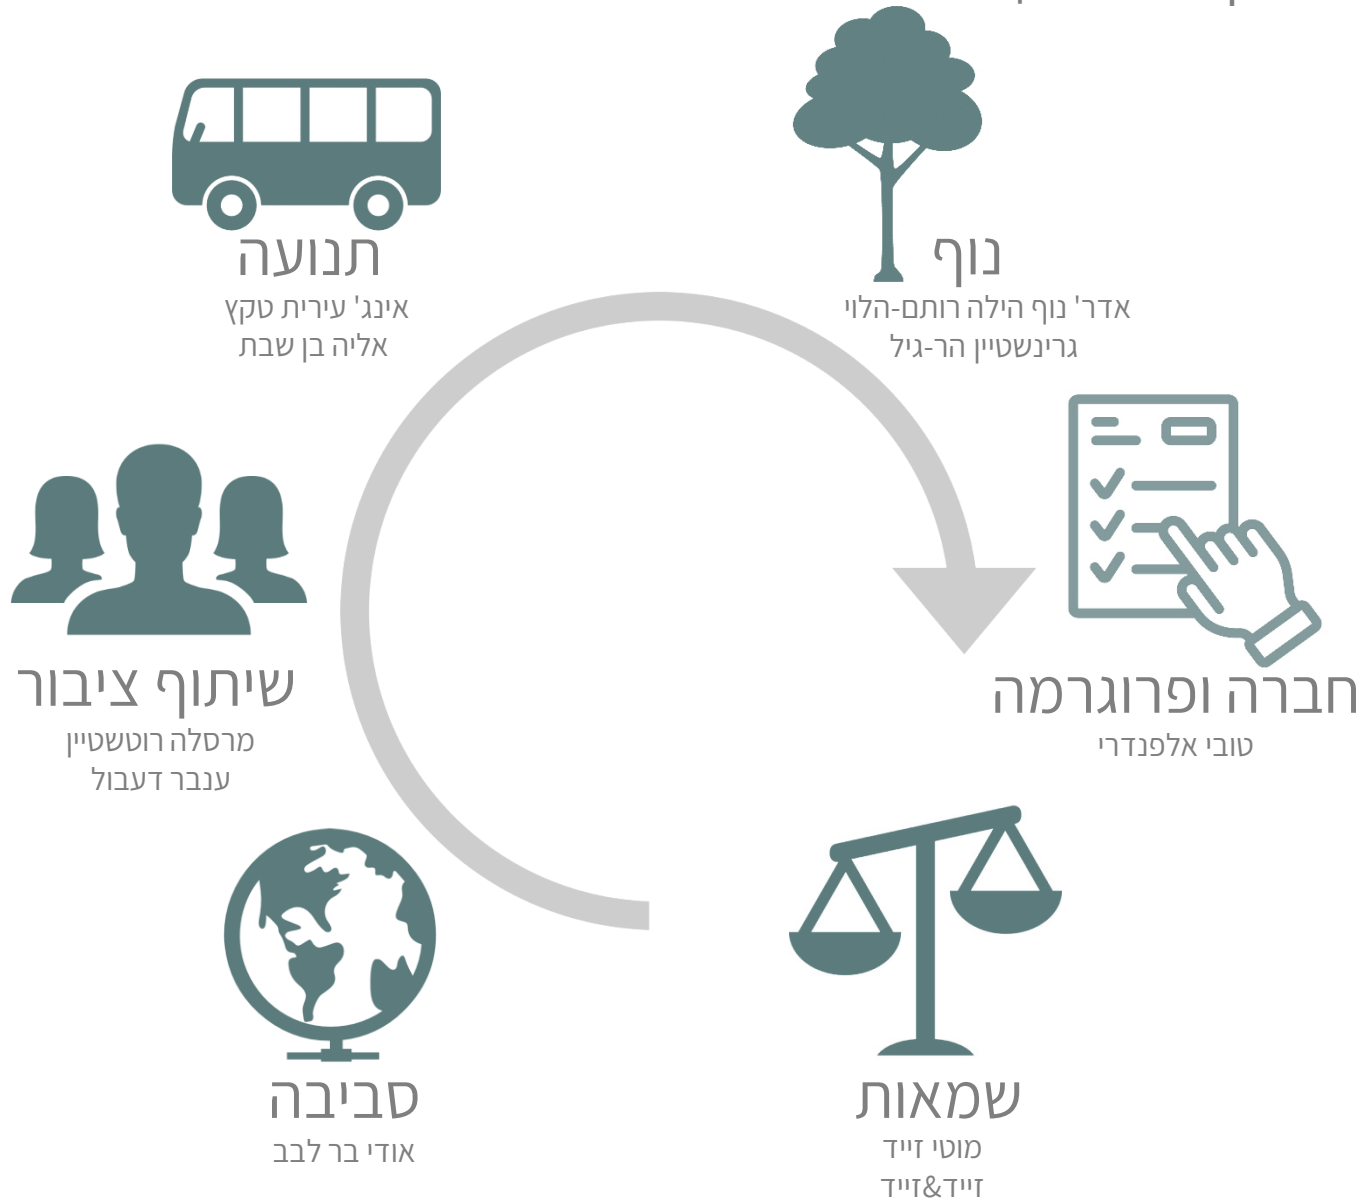 נוף
אדר' נוף הילה רותם-הלוי
גרינשטיין הר-גיל
תנועה
אינג' עירית טקץ
אליה בן שבת
חברה ופרוגרמה
טובי אלפנדרי
שיתוף ציבור
מרסלה רוטשטיין
ענבר דעבול
שמאות
מוטי זייד
זייד&זייד
סביבה
אודי בר לבב